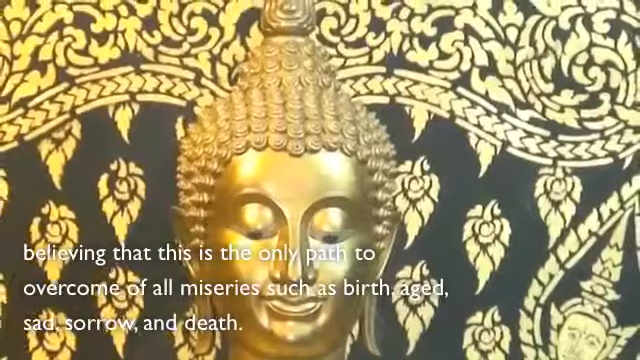 believing that this is the only path to
overcome of all miseries such as birth, aged,
sad, sorrow, and death.